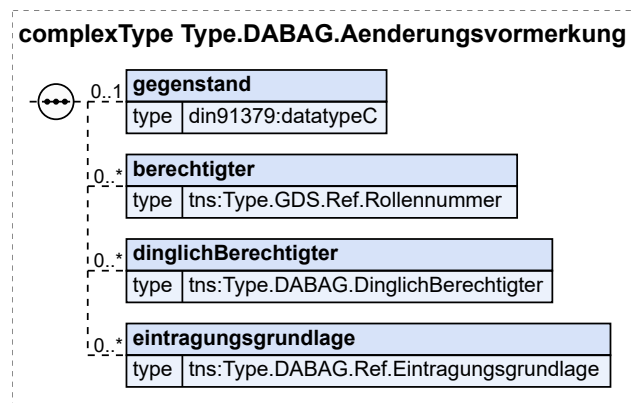 complexType Type.DABAG.Aenderungsvormerkung
0..1 gegenstand
type din91379:datatypeC
0..* berechtigter
type tns:Type.GDS.Ref.Rollennummer
0..* dinglichBerechtigter
type tns:Type.DABAG.DinglichBerechtigter
0..* eintragungsgrundlage
type tns:Type.DABAG.Ref.Eintragungsgrundlage